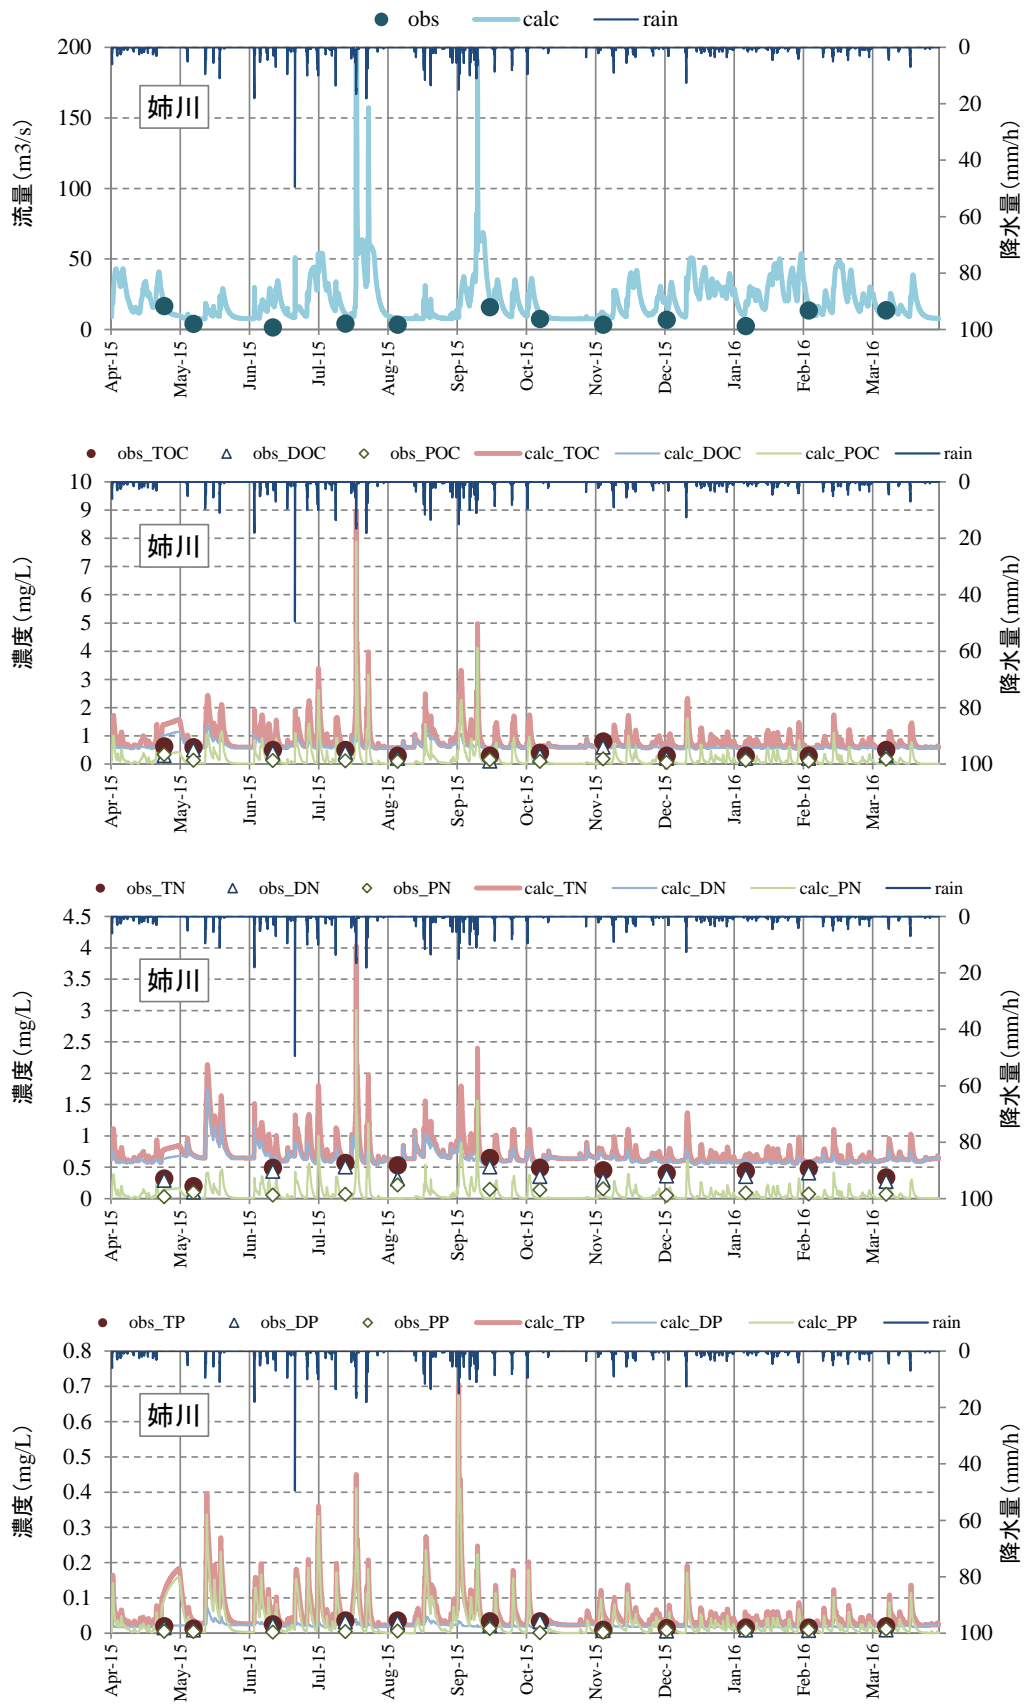 obs calc rain
200 0
150 20
100 40
50 60
0 80
100
姉川
流量(m3/s)
降水量(mm/h)
Apr-15 May-15 Jun-15 Jul-15 Aug-15 Sep-15 Oct-15 Nov-15 Dec-15 Jan-16 Feb-16 Mar-16
obs_TOC obs_DOC obs_POC calc_TOC calc_DOC calc_POC rain
10 0
9
8 20
7
6 40
5
4 60
3
2 80
1
0 100
姉川
濃度(mg/L)
降水量(mm/h)
Apr-15 May-15 Jun-15 Jul-15 Aug-15 Sep-15 Oct-15 Nov-15 Dec-15 Jan-16 Feb-16 Mar-16
obs_TN obs_DN obs_PN calc_TN calc_DN calc_PN rain
4.5 0
4
3.5 20
3
2.5 40
2
1.5 60
1 80
0.5
0 100
姉川
濃度(mg/L)
降水量(mm/h)
Apr-15 May-15 Jun-15 Jul-15 Aug-15 Sep-15 Oct-15 Nov-15 Dec-15 Jan-16 Feb-16 Mar-16
obs_TP obs_DP obs_PP calc_TP calc_DP calc_PP rain
0.8 0
0.7
0.6 20
0.5
0.4 40
0.3 60
0.2
0.1 80
0 100
姉川
濃度(mg/L)
降水量(mm/h)
Apr-15 May-15 Jun-15 Jul-15 Aug-15 Sep-15 Oct-15 Nov-15 Dec-15 Jan-16 Feb-16 Mar-16